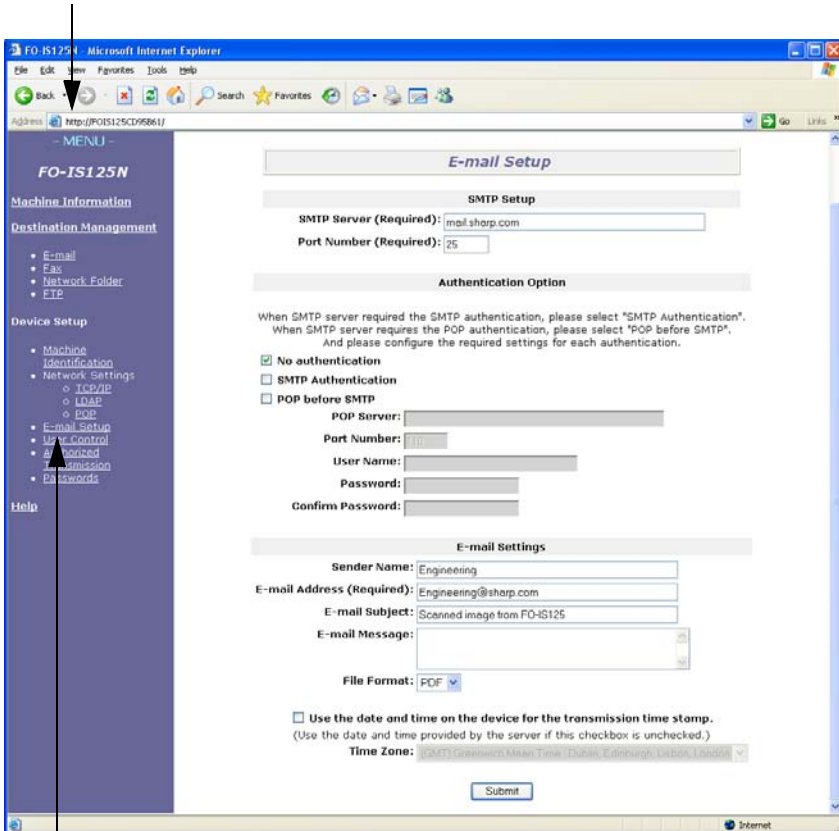 FO-IS125N - Microsoft Internet Explorer
File Edit View Favorites Tools Help
Back Search Favorites
Address http://FOIS125CD95B61/ Go Links »
- MENU -
FO-IS125N
Machine Information
Destination Management
• E-mail
• Fax
• Network Folder
• FTP
Device Setup
• Machine
Identification
• Network Settings
o TCP/IP
o LDAP
o POP
• E-mail Setup
• User Control
• Authorized
Transmission
• Passwords
Help
E-mail Setup
SMTP Setup
SMTP Server (Required): mail.sharp.com
Port Number (Required): 25
Authentication Option
When SMTP server required the SMTP authentication, please select "SMTP Authentication".
When SMTP server requires the POP authentication, please select "POP before SMTP".
And please configure the required settings for each authentication.
No authentication
SMTP Authentication
POP before SMTP
POP Server:
Port Number: 110
User Name:
Password:
Confirm Password:
E-mail Settings
Sender Name: Engineering
E-mail Address (Required): Engineering@sharp.com
E-mail Subject: Scanned image from FO-IS125
E-mail Message:
File Format: PDF
Use the date and time on the device for the transmission time stamp.
(Use the date and time provided by the server if this checkbox is unchecked.)
Time Zone: (GMT) Greenwich Mean Time : Dublin, Edinburgh, Lisbon, London
Submit
Internet